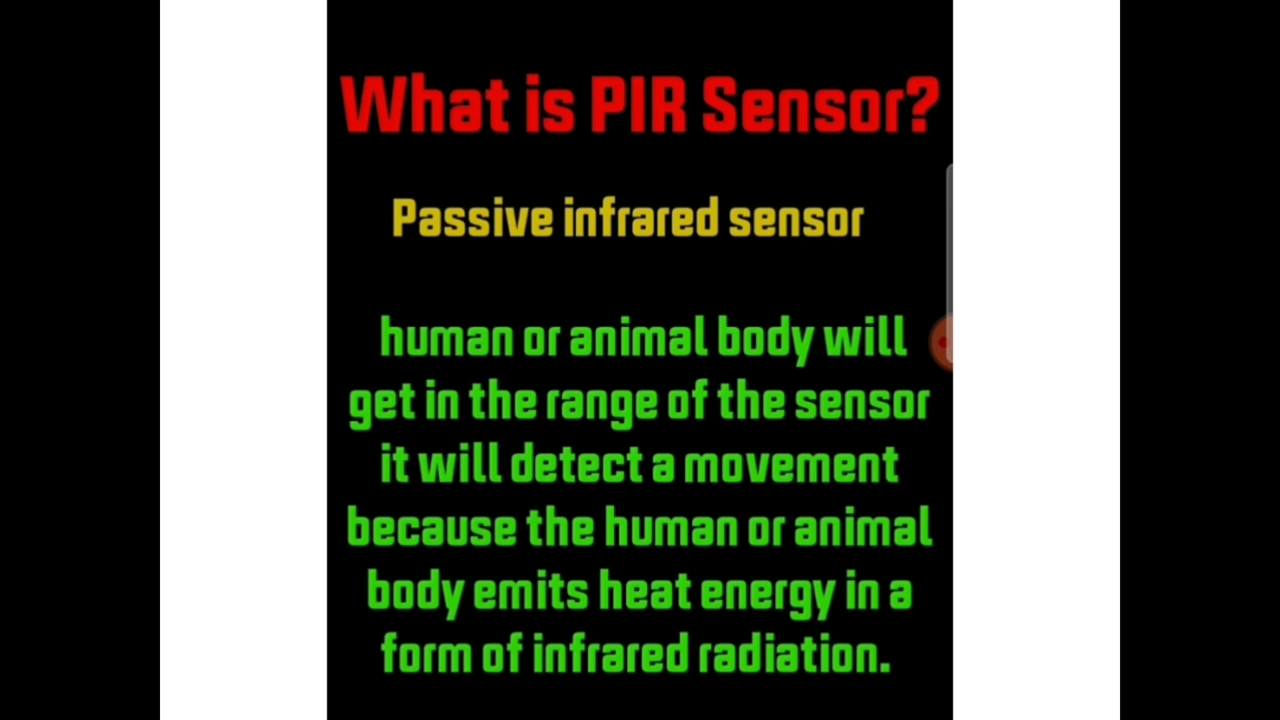 What is PIR Sensor?
Passive infrared sensor
human or animal body will
get in the range of the sensor
it will detect a movement
because the human or animal
body emits heat energy in a
form of infrared radiation.